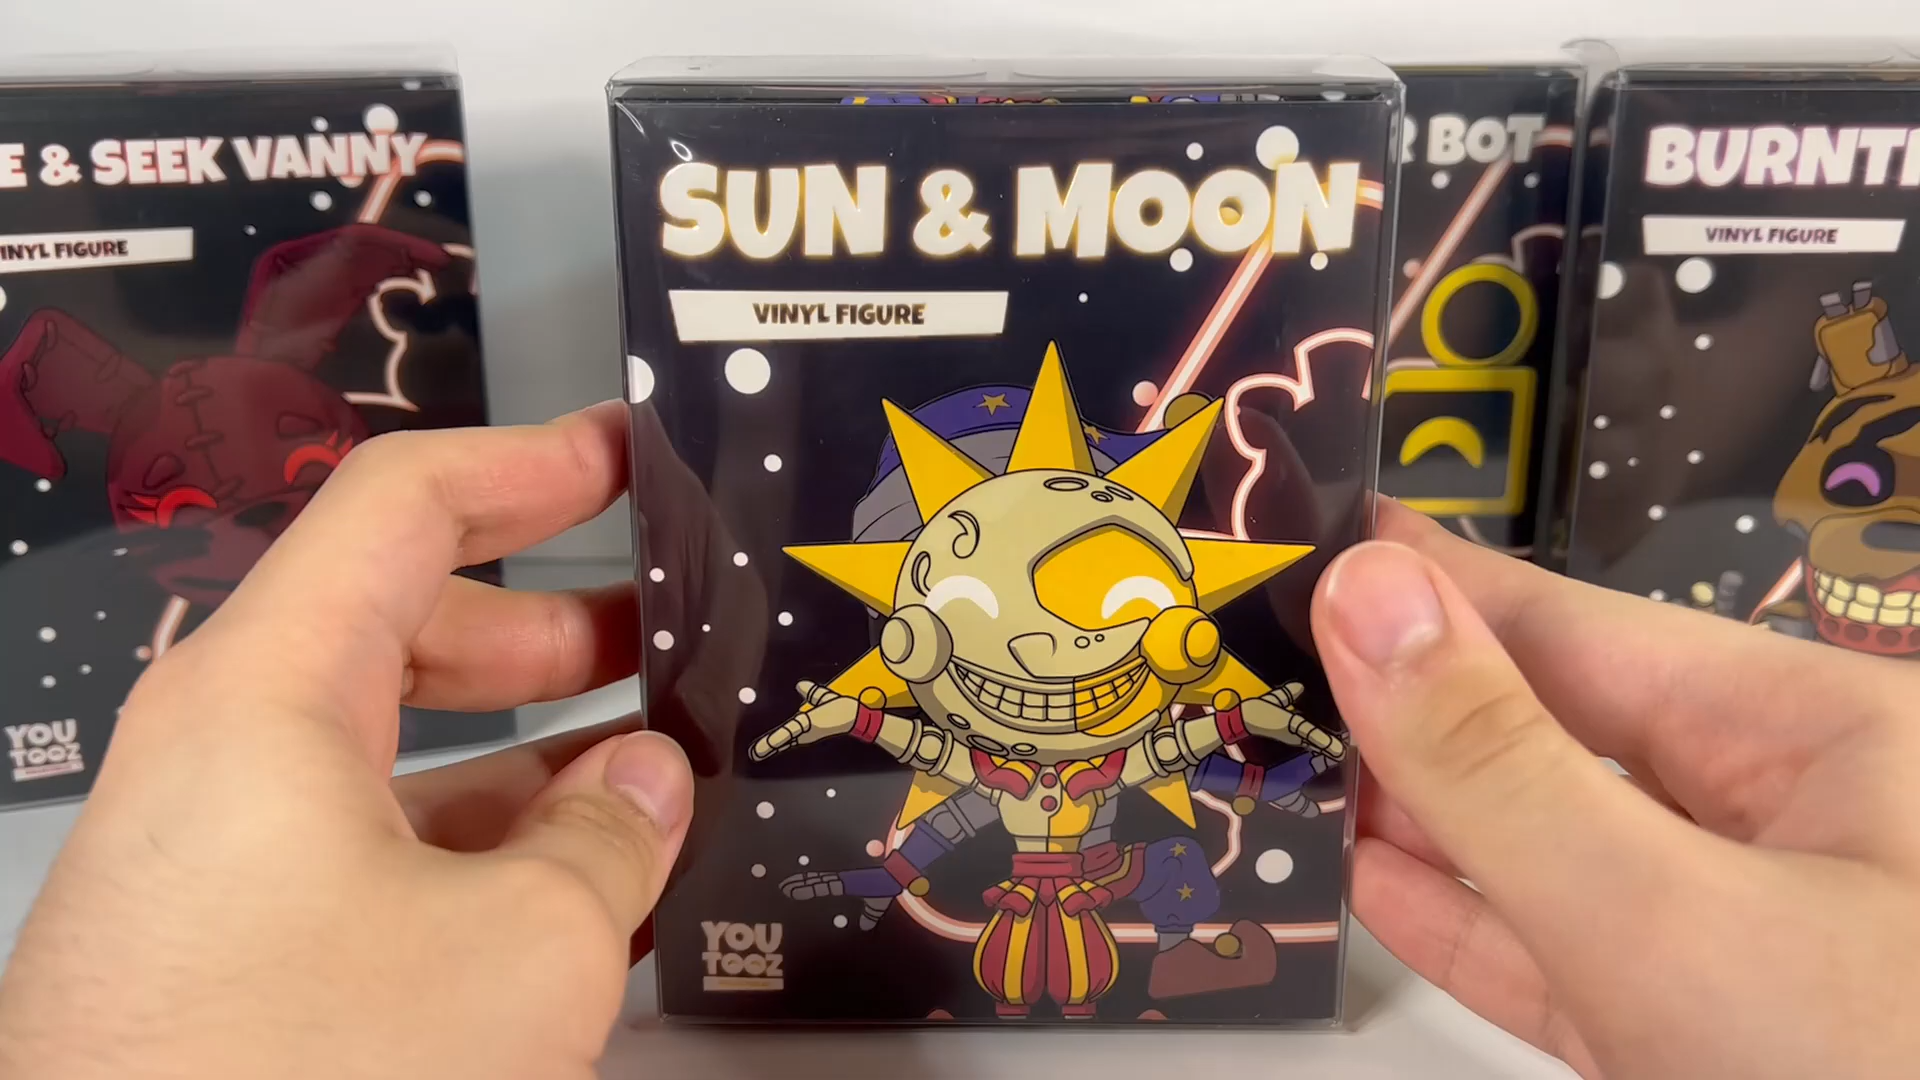 E & SEEK VANNY
INYL FIGURE
YOU
TOOZ
SUN & MOON
VINYL FIGURE
YOU
TOOZ
R BOT
BURNT
VINYL FIGURE